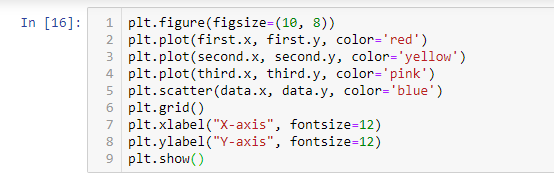 In [16]:
1 plt.figure(figsize=(10, 8))
2 plt.plot(first.x, first.y, color='red')
3 plt.plot(second.x, second.y, color='yellow')
4 plt.plot(third.x, third.y, color='pink')
5 plt.scatter(data.x, data.y, color='blue')
6 plt.grid()
7 plt.xlabel("X-axis", fontsize=12)
8 plt.ylabel("Y-axis", fontsize=12)
9 plt.show()